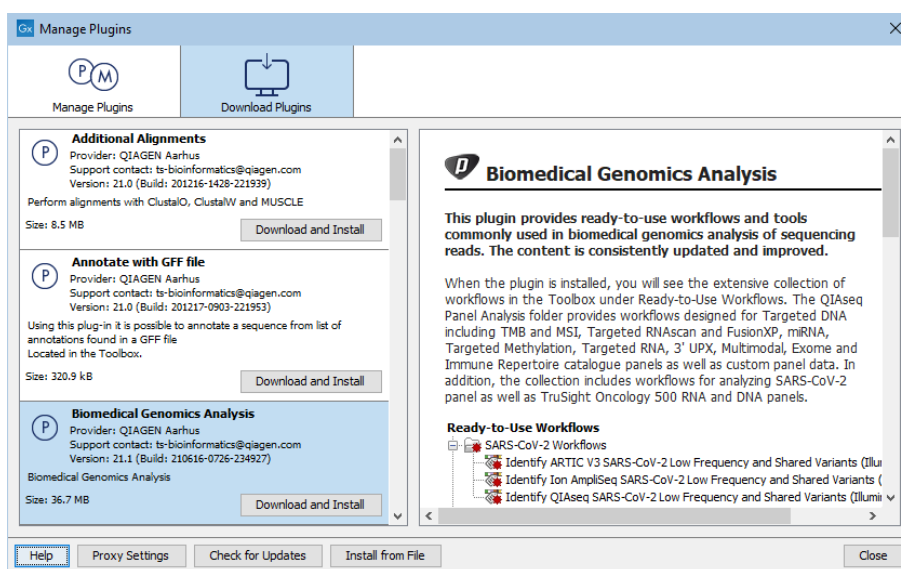 Gx Manage Plugins
P M
Manage Plugins
Download Plugins
P
Additional Alignments
Provider: QIAGEN Aarhus
Support contact: ts-bioinformatics@qiagen.com
Version: 21.0 (Build: 201216-1428-221939)
Perform alignments with ClustalO, ClustalW and MUSCLE
Size: 8.5 MB
Download and Install
P
Annotate with GFF file
Provider: QIAGEN Aarhus
Support contact: ts-bioinformatics@qiagen.com
Version: 21.0 (Build: 201217-0903-221953)
Using this plug-in it is possible to annotate a sequence from list of
annotations found in a GFF file
Located in the Toolbox.
Size: 320.9 kB
Download and Install
P
Biomedical Genomics Analysis
Provider: QIAGEN Aarhus
Support contact: ts-bioinformatics@qiagen.com
Version: 21.1 (Build: 210616-0726-234927)
Biomedical Genomics Analysis
Size: 36.7 MB
Download and Install
p Biomedical Genomics Analysis
This plugin provides ready-to-use workflows and tools
commonly used in biomedical genomics analysis of sequencing
reads. The content is consistently updated and improved.
When the plugin is installed, you will see the extensive collection of
workflows in the Toolbox under Ready-to-Use Workflows. The QIAseq
Panel Analysis folder provides workflows designed for Targeted DNA
including TMB and MSI, Targeted RNAscan and FusionXP, miRNA,
Targeted Methylation, Targeted RNA, 3' UPX, Multimodal, Exome and
Immune Repertoire catalogue panels as well as custom panel data. In
addition, the collection includes workflows for analyzing SARS-CoV-2
panel as well as TruSight Oncology 500 RNA and DNA panels.
Ready-to-Use Workflows
SARS-CoV-2 Workflows
Identify ARTIC V3 SARS-CoV-2 Low Frequency and Shared Variants (Illu
Identify Ion AmpliSeq SARS-CoV-2 Low Frequency and Shared Variants (
Identify QIAseq SARS-CoV-2 Low Frequency and Shared Variants (Illumi
Help
Proxy Settings
Check for Updates
Install from File
Close